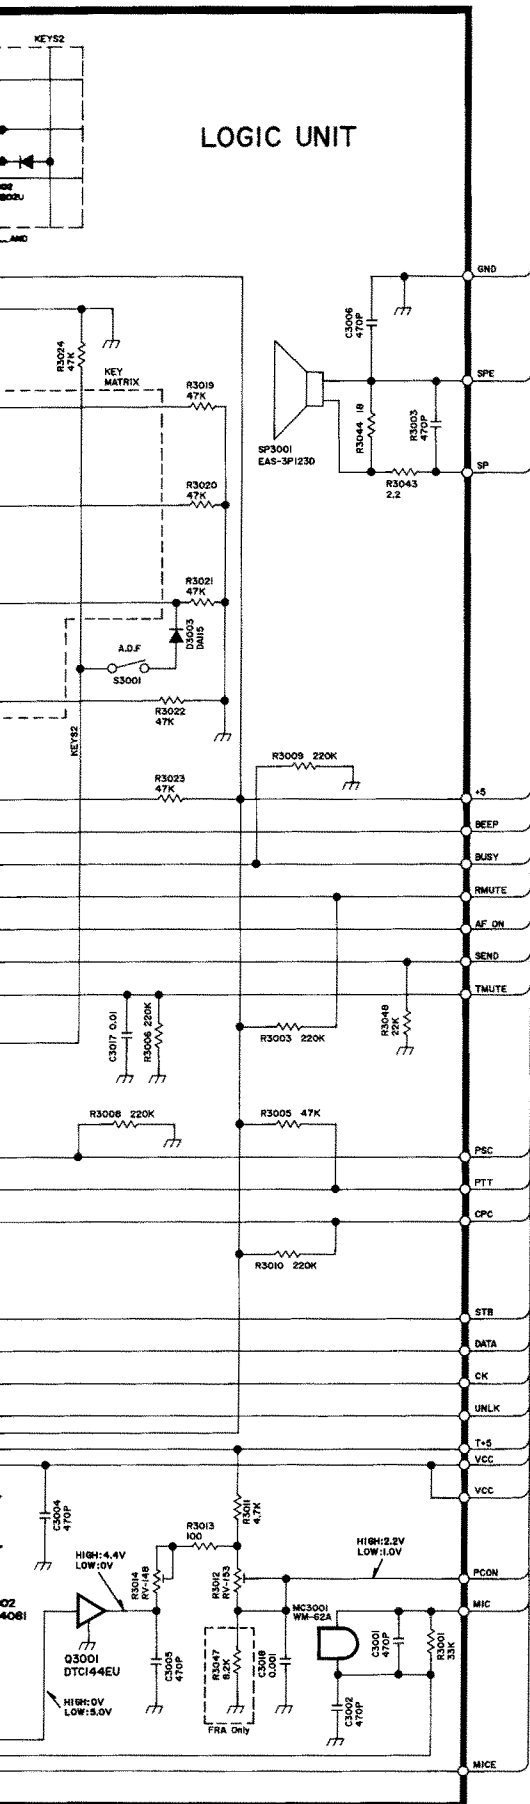 KEYS2
LOGIC UNIT
GND
C3006
470P
R3024
47K
KEY
MATRIX
R3019
47K
SPE
R3044 18
R3003
470P
SP3001
EAS-3P123D
SP
R3043
2.2
R3020
47K
R3021
47K
D3003
DA115
A.D.F
S3001
R3022
47K
KEYS2
R3009 220K
R3023
47K
+5
BEEP
BUSY
RMUTE
AF ON
SEND
TMUTE
C3017 0.01
R3006 220K
R3003 220K
R3048
22K
R3008 220K
R3005 47K
PSC
PTT
CPC
R3010 220K
STB
DATA
CK
UNLK
T+5
VCC
VCC
C3004
470P
R3011
4.7K
R3013
100
HIGH:4.4V
LOW:0V
HIGH:2.2V
LOW:1.0V
R3014
RV-148
R3012
RV-153
PCON
MC3001
WM-62A
MIC
Q3001
DTC144EU
C3005
470P
R3047
8.2K
C3018
0.001
C3001
470P
R3001
33K
HIGH:0V
LOW:5.0V
FRA Only
C3002
470P
MICE